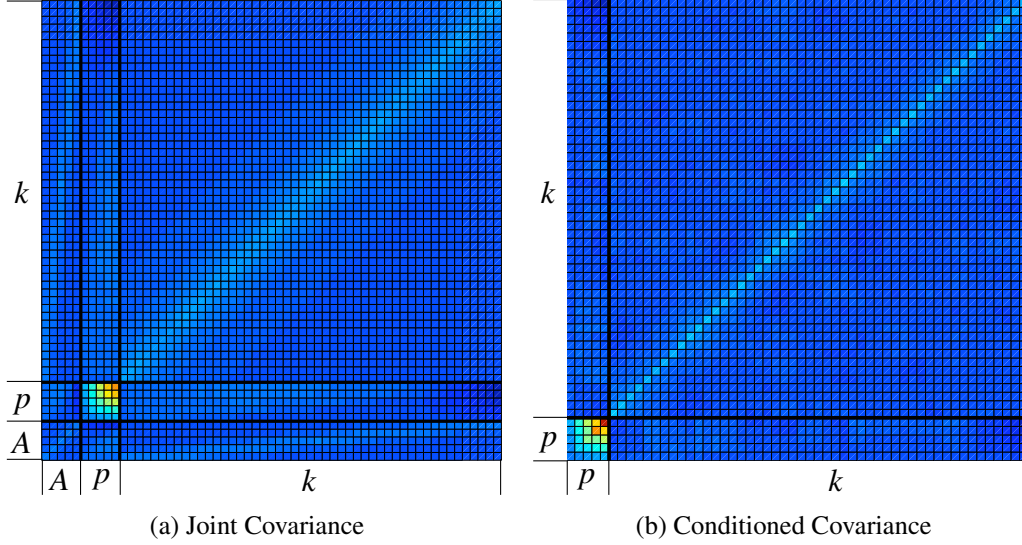 k
k
p
A
p
A p k
p k
(a) Joint Covariance
(b) Conditioned Covariance